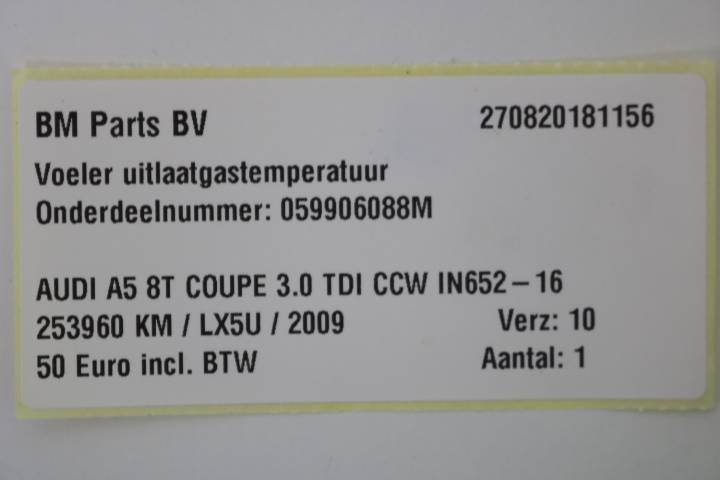 BM Parts BV 270820181156
Voeler uitlaatgastemperatuur
Onderdeelnummer: 059906088M
AUDI A5 8T COUPE 3.0 TDI CCW IN652-16
253960 KM / LX5U / 2009 Verz: 10
50 Euro incl. BTW Aantal: 1